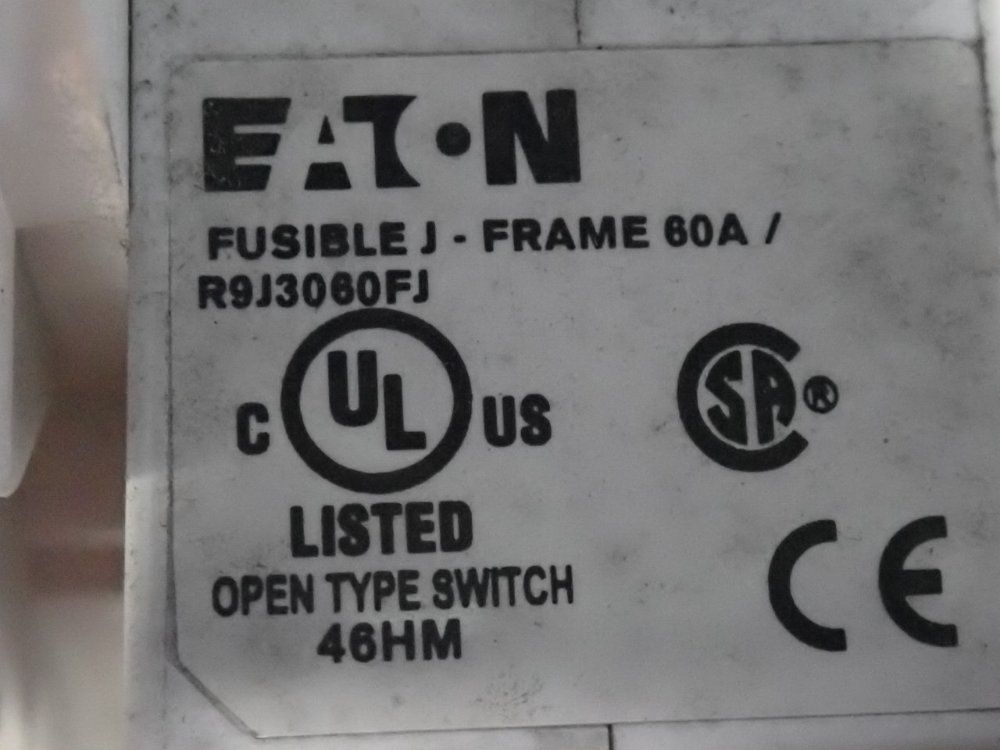 EATON
FUSIBLE J - FRAME 60A /
R9J3060FJ
C UL US
LISTED
OPEN TYPE SWITCH
46HM
SA ®
CE